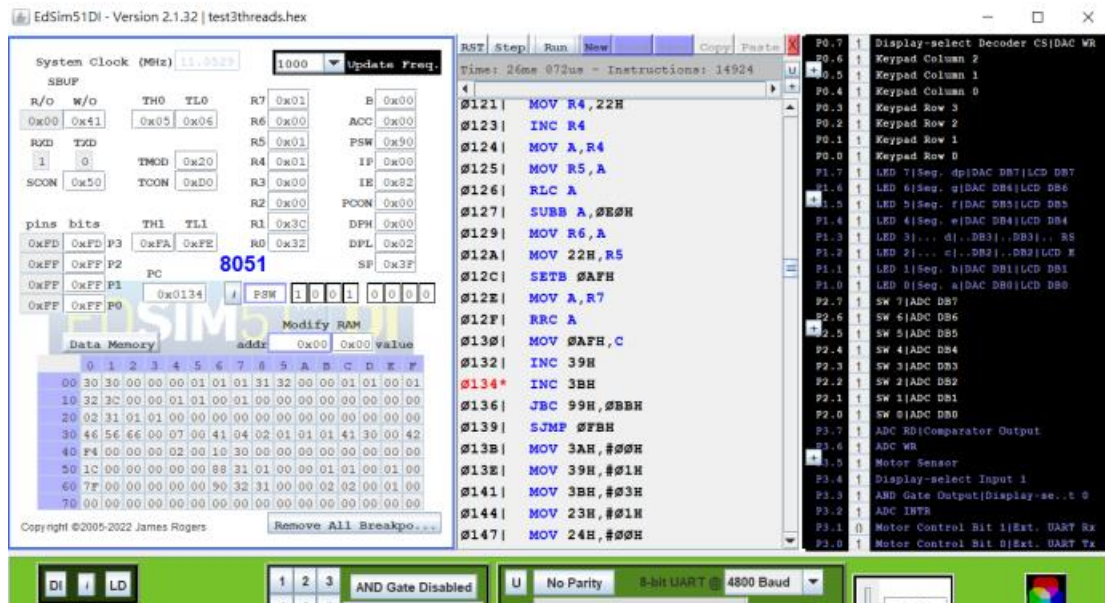 EdSim51DI - Version 2.1.32 | test3threads.hex
System Clock (MHz) 11.0529 1000 Update Freq.
SBUF
R/O W/O TH0 TL0 R7 0x01 B 0x00
0x00 0x41 0x05 0x06 R6 0x00 ACC 0x00
RXD TXD R5 0x01 PSW 0x90
1 0 TMOD 0x20 R4 0x01 IP 0x00
SCON 0x50 TCON 0xD0 R3 0x00 IE 0x82
R2 0x00 PCON 0x00
pins bits TH1 TL1 R1 0x3C DPH 0x00
0xFD 0xFD P3 0xFA 0xFE R0 0x32 DPL 0x02
0xFF 0xFF P2 8051 SP 0x3F
0xFF 0xFF P1 PC
0xFF 0xFF P0 0x0134 i PSW 1 0 0 1 0 0 0 0
EDSIM51DI
Modify RAM
Data Memory addr 0x00 0x00 value
0 1 2 3 4 5 6 7 8 9 A B C D E F
00 30 30 00 00 00 01 01 01 31 32 00 00 01 01 00 01
10 32 3C 00 00 01 01 00 01 00 00 00 00 00 00 00 00
20 02 31 01 01 00 00 00 00 00 00 00 00 00 00 00 00
30 46 56 66 00 07 00 41 04 02 01 01 01 41 30 00 42
40 F4 00 00 00 02 00 10 30 00 00 00 00 00 00 00 00
50 1C 00 00 00 00 00 88 31 01 00 00 01 01 00 01 00
60 7F 00 00 00 00 00 90 32 31 00 00 02 02 00 01 00
70 00 00 00 00 00 00 00 00 00 00 00 00 00 00 00 00
Copyright ©2005-2022 James Rogers Remove All Breakpo...
RST Step Run New Copy Paste X
Time: 26ms 072us - Instructions: 14924 U
0121| MOV R4,22H
0123| INC R4
0124| MOV A,R4
0125| MOV R5,A
0126| RLC A
0127| SUBB A,0E0H
0129| MOV R6,A
012A| MOV 22H,R5
012C| SETB 0AFH
012E| MOV A,R7
012F| RRC A
0130| MOV 0AFH,C
0132| INC 39H
0134* INC 3BH
0136| JBC 99H,0BBH
0139| SJMP 0FBH
013B| MOV 3AH,#00H
013E| MOV 39H,#01H
0141| MOV 3BH,#03H
0144| MOV 23H,#01H
0147| MOV 24H,#00H
P0.7 1 Display-select Decoder CS|DAC WR
P0.6 1 Keypad Column 2
0.5 1 Keypad Column 1
P0.4 1 Keypad Column 0
P0.3 1 Keypad Row 3
P0.2 1 Keypad Row 2
P0.1 1 Keypad Row 1
P0.0 1 Keypad Row 0
P1.7 1 LED 7|Seg. dp|DAC DB7|LCD DB7
P1.6 1 LED 6|Seg. g|DAC DB6|LCD DB6
1.5 1 LED 5|Seg. f|DAC DB5|LCD DB5
P1.4 1 LED 4|Seg. e|DAC DB4|LCD DB4
P1.3 1 LED 3|... d|..DB3|..DB3|.. RS
P1.2 1 LED 2|... c|..DB2|..DB2|LCD E
P1.1 1 LED 1|Seg. b|DAC DB1|LCD DB1
P1.0 1 LED 0|Seg. a|DAC DB0|LCD DB0
P2.7 1 SW 7|ADC DB7
P2.6 1 SW 6|ADC DB6
2.5 1 SW 5|ADC DB5
P2.4 1 SW 4|ADC DB4
P2.3 1 SW 3|ADC DB3
P2.2 1 SW 2|ADC DB2
P2.1 1 SW 1|ADC DB1
P2.0 1 SW 0|ADC DB0
P3.7 1 ADC RD|Comparator Output
P3.6 1 ADC WR
3.5 1 Motor Sensor
P3.4 1 Display-select Input 1
P3.3 1 AND Gate Output|Display-se..t 0
P3.2 1 ADC INTR
P3.1 0 Motor Control Bit 1|Ext. UART Rx
P3.0 1 Motor Control Bit 0|Ext. UART Tx
DI i LD 1 2 3 AND Gate Disabled U No Parity 8-bit UART @ 4800 Baud